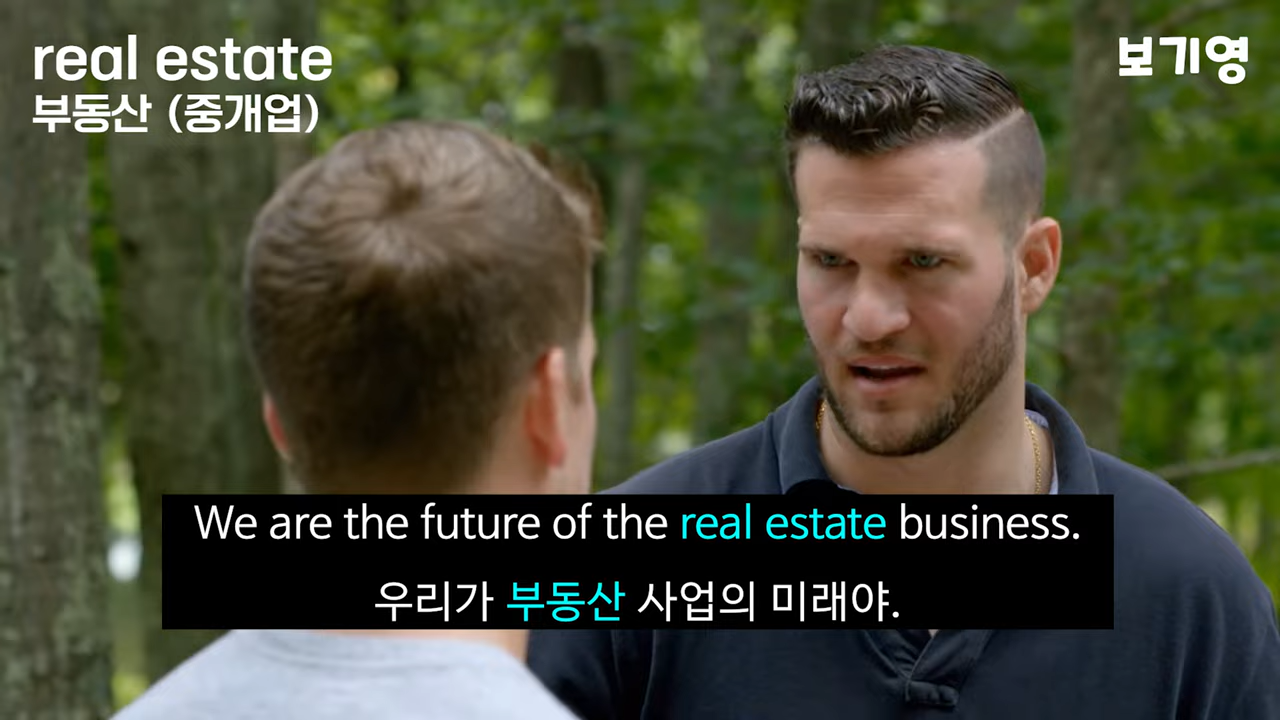 real estate
부동산 (중개업)
보기영
We are the future of the real estate business.
우리가 부동산 사업의 미래야.